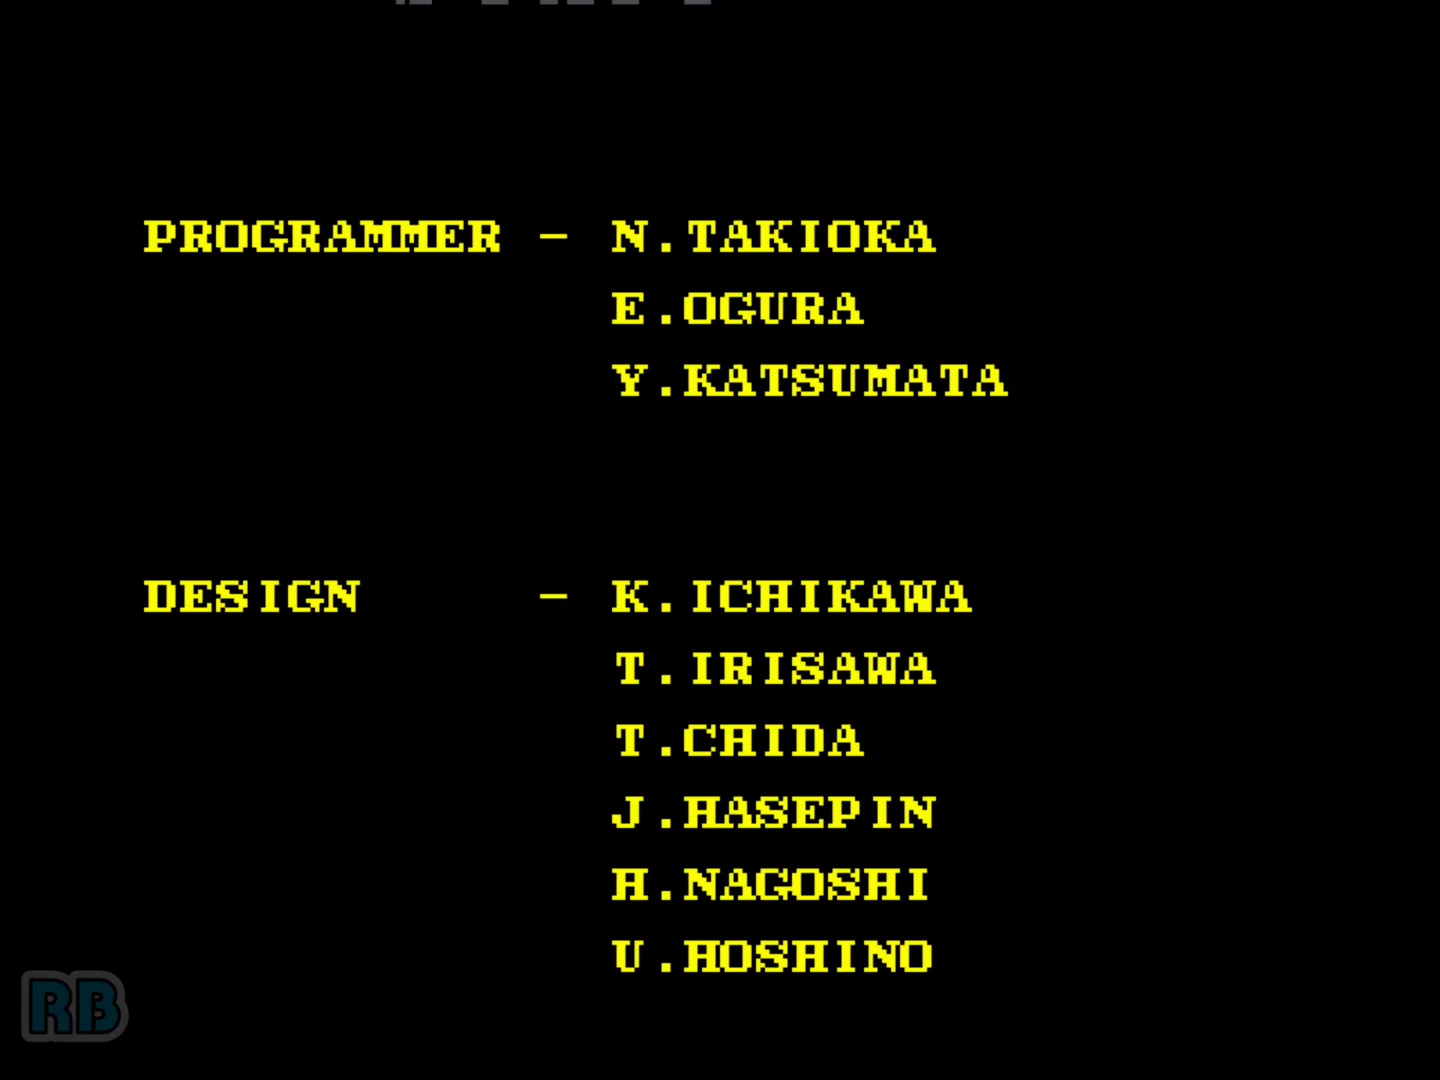 PROGRAMMER - N.TAKIOKA
E.OGURA
Y.KATSUMATA
DESIGN - K.ICHIKAWA
T.IRISAWA
T.CHIDA
J.HASEPIN
H.NAGOSHI
U.HOSHINO
RB